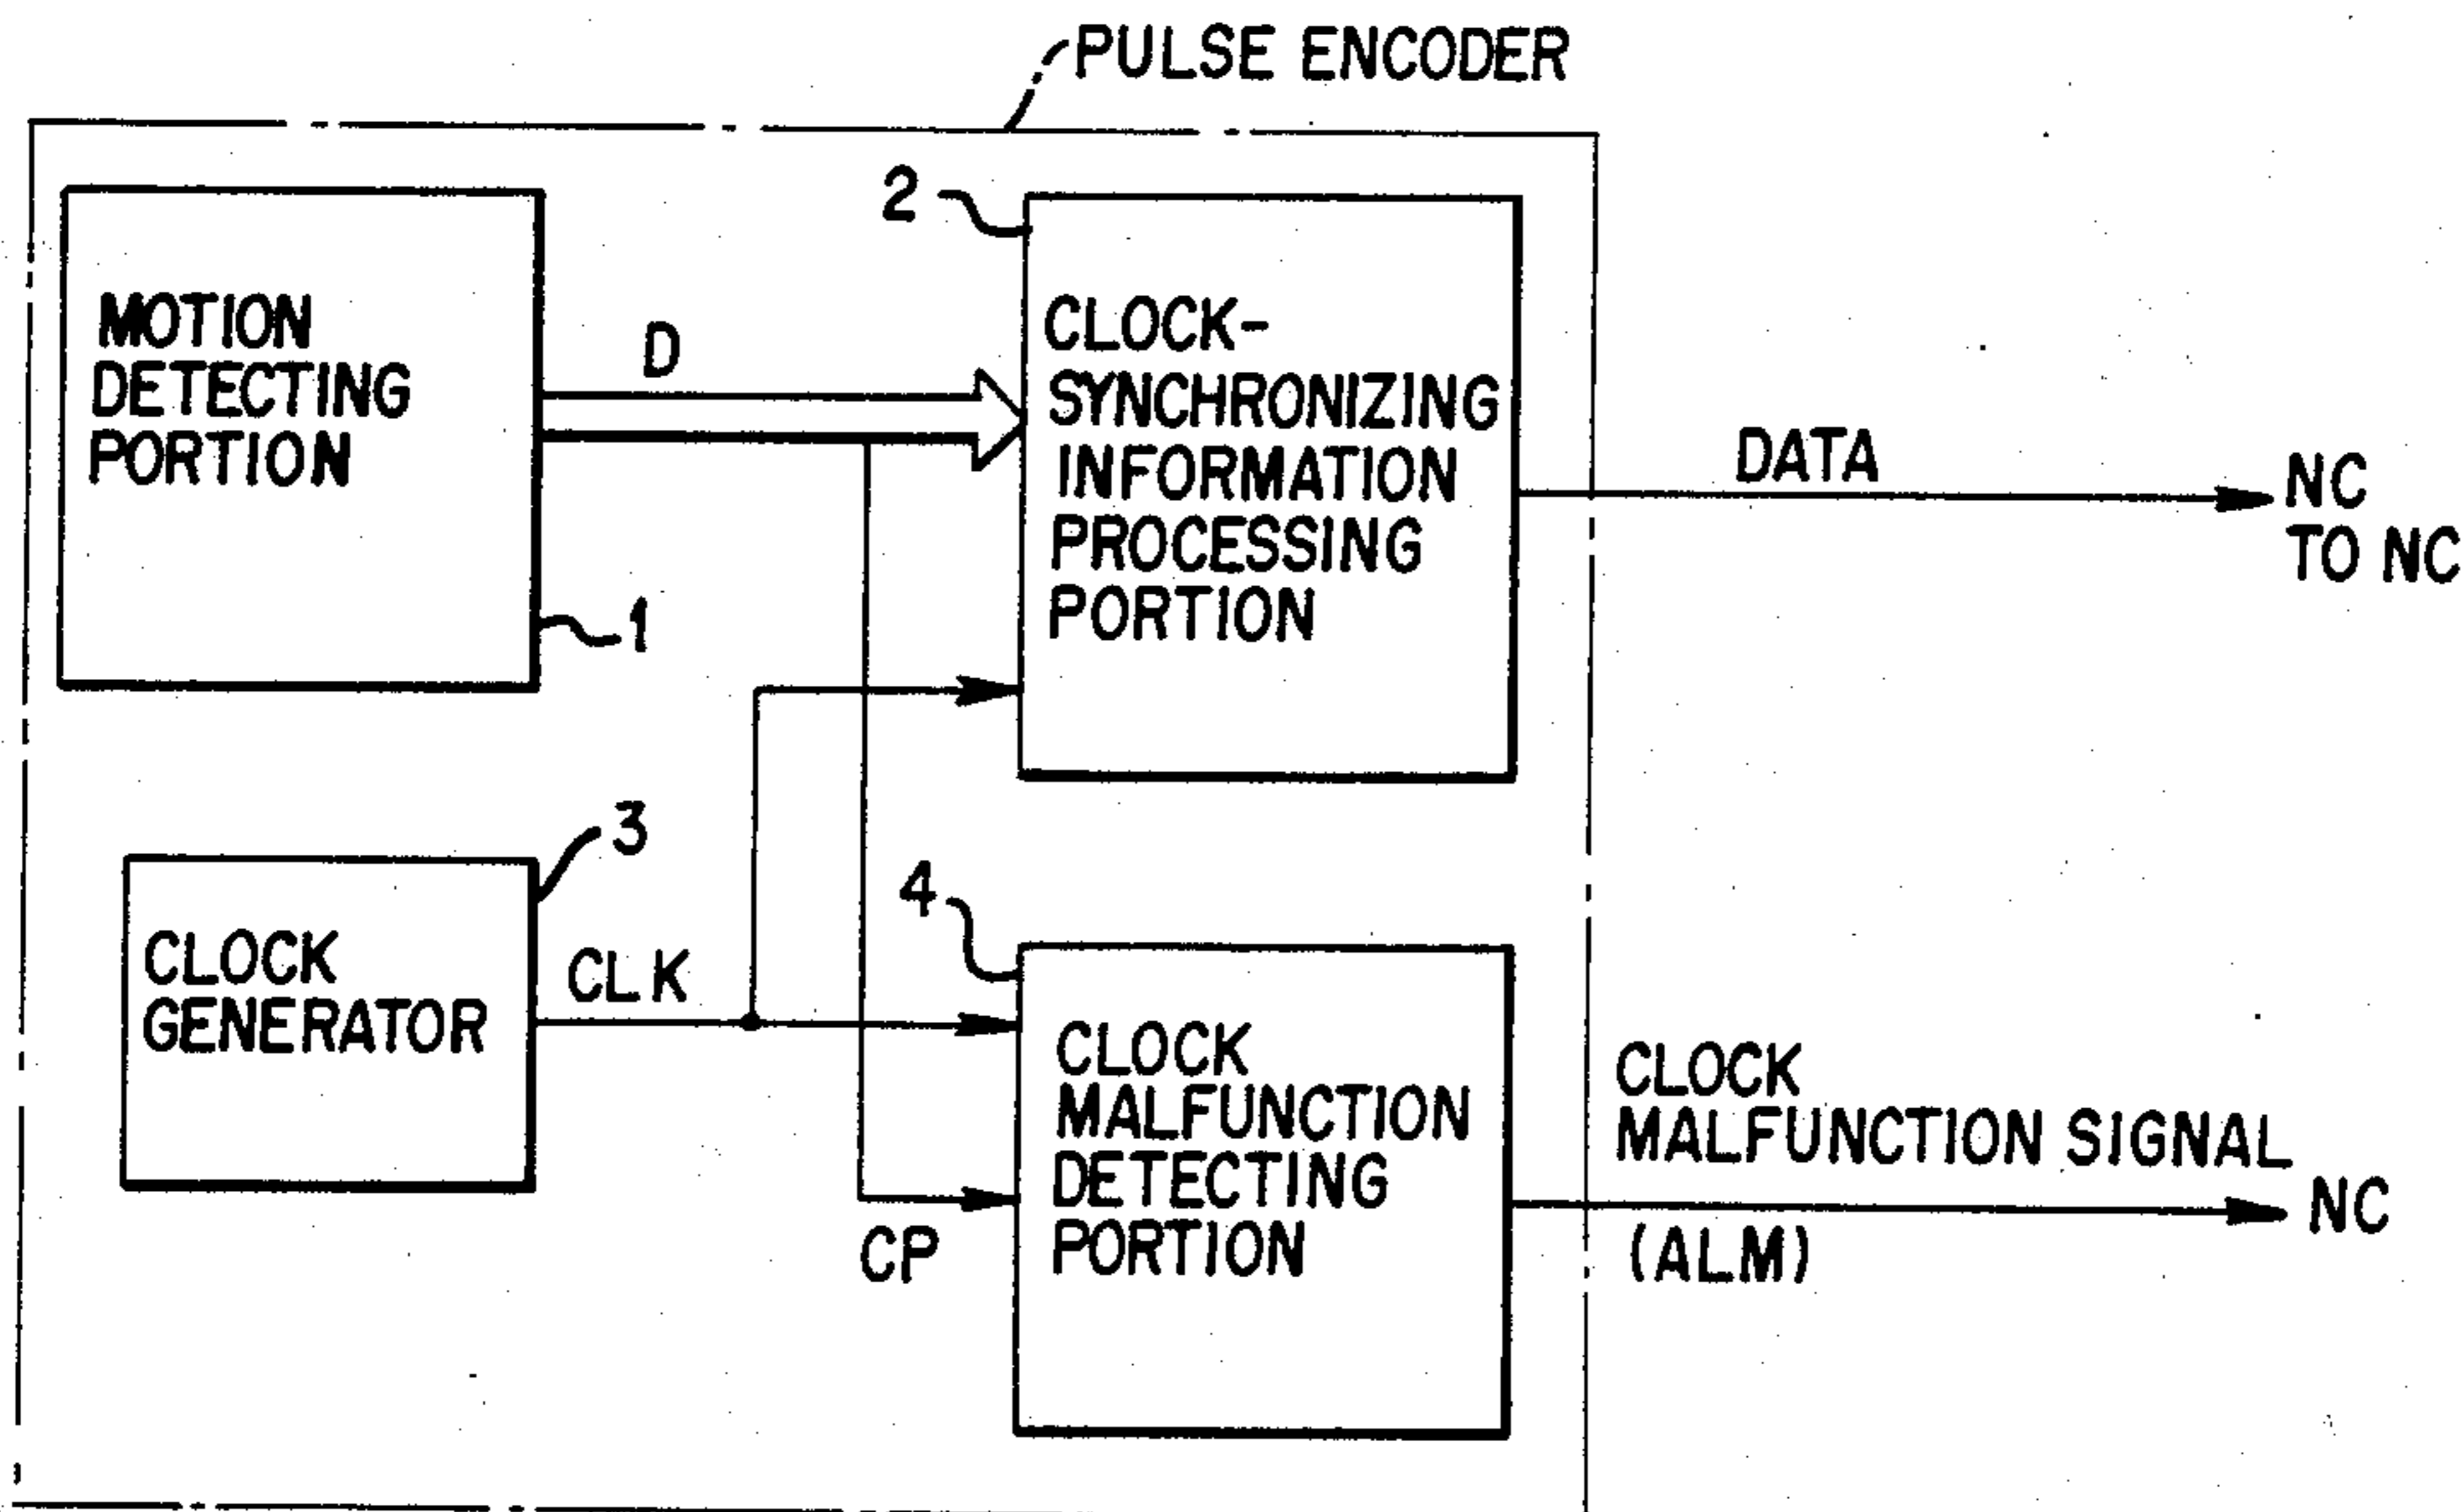 PULSE ENCODER
2
MOTION
DETECTING
PORTION
D
1
CLOCK-
SYNCHRONIZING
INFORMATION
PROCESSING
PORTION
DATA
NC
TO NC
3
CLOCK
GENERATOR
CLK
4
CP
CLOCK
MALFUNCTION
DETECTING
PORTION
CLOCK
MALFUNCTION SIGNAL
(ALM)
NC